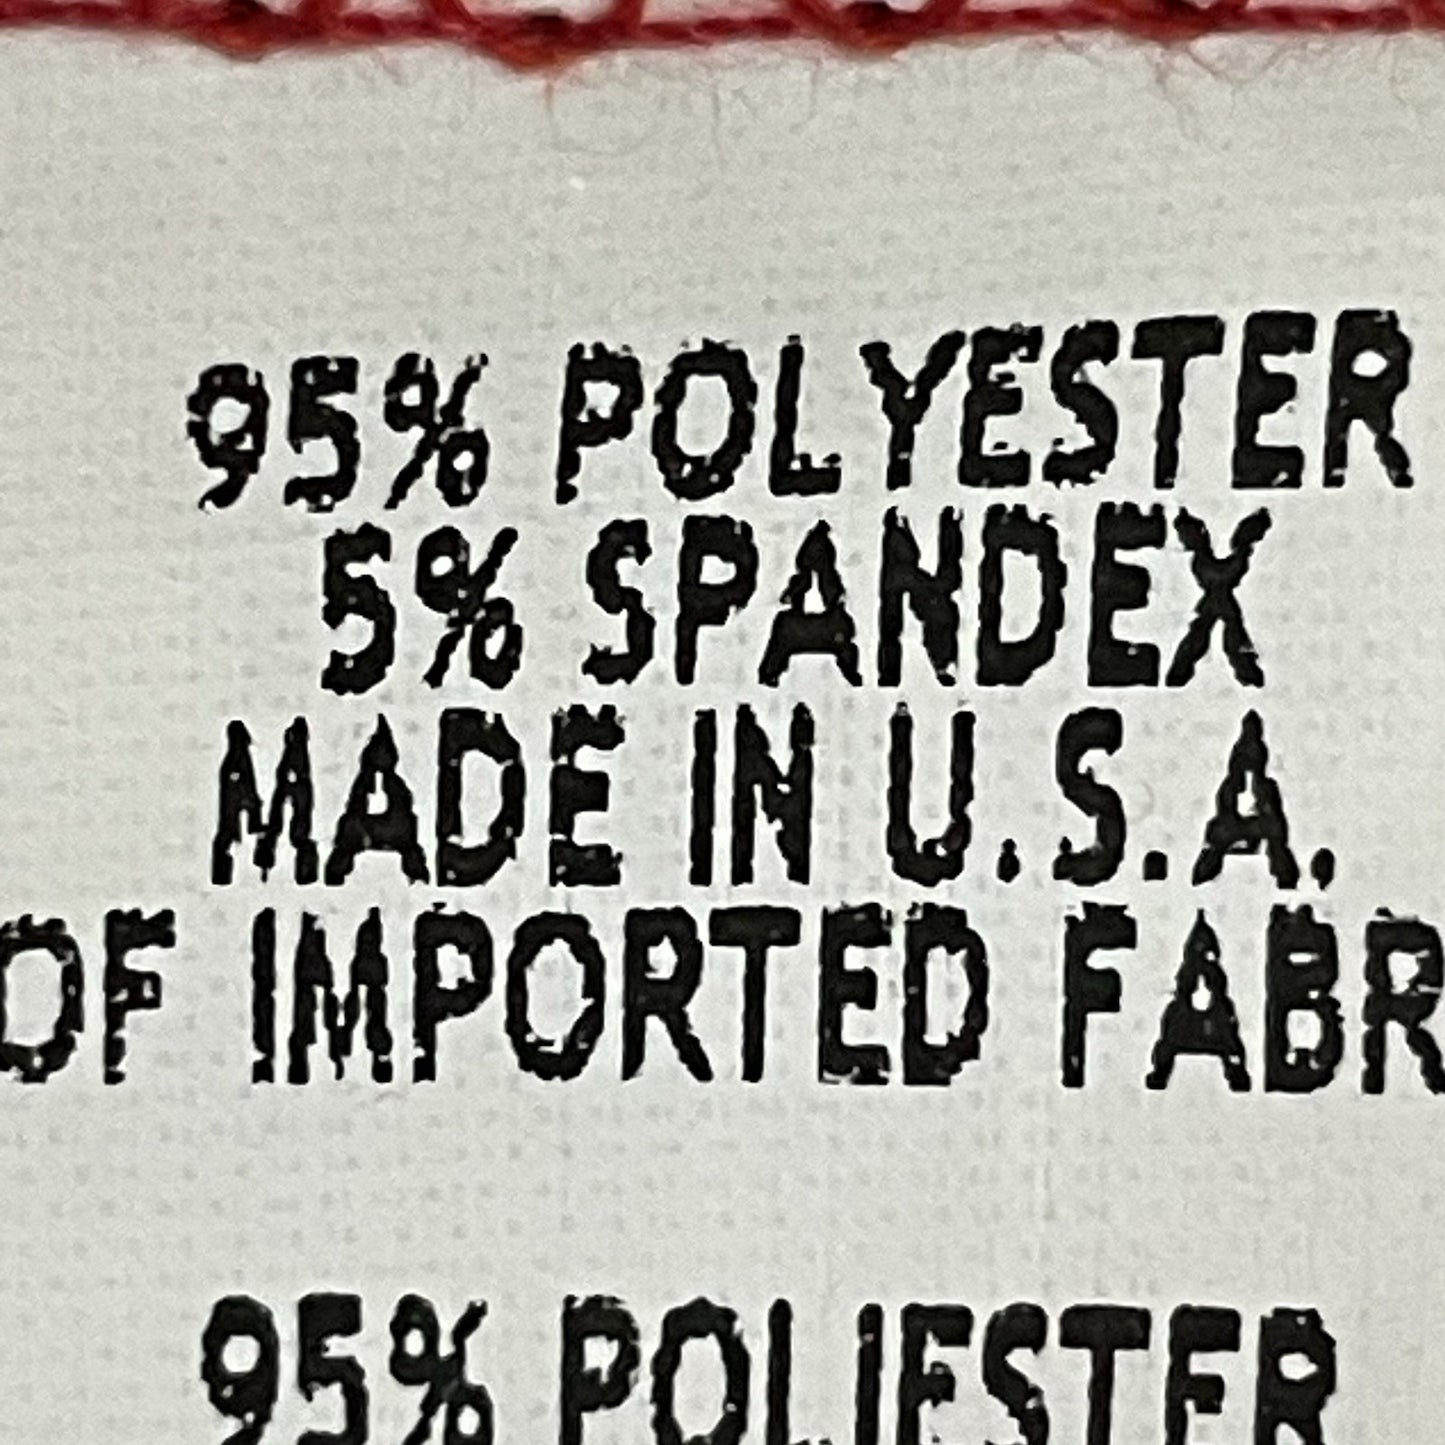 95% POLYESTER
5% SPANDEX
MADE IN U.S.A.
OF IMPORTED FABR
95% POLIESTER